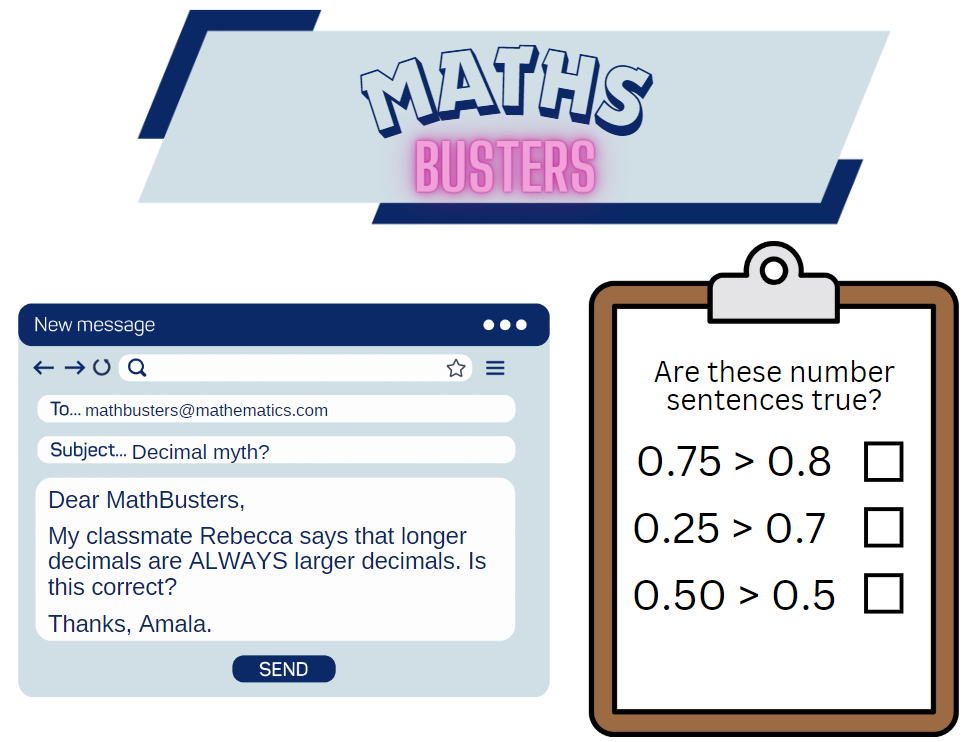 MATHS
BUSTERS
New message
To... mathbusters@mathematics.com
Subject... Decimal myth?
Dear MathBusters,
My classmate Rebecca says that longer
decimals are ALWAYS larger decimals. Is
this correct?
Thanks, Amala.
SEND
Are these number
sentences true?
0.75 > 0.8
0.25 > 0.7
0.50 > 0.5